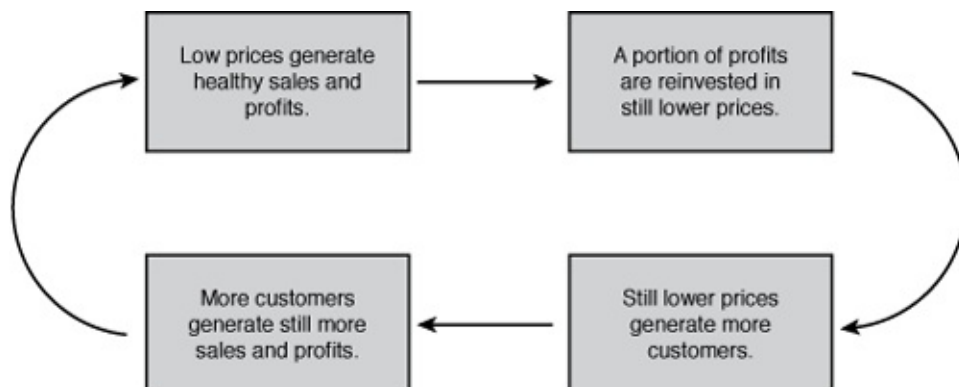 Low prices generate
healthy sales and
profits.
A portion of profits
are reinvested in
still lower prices.
Still lower prices
generate more
customers.
More customers
generate still more
sales and profits.